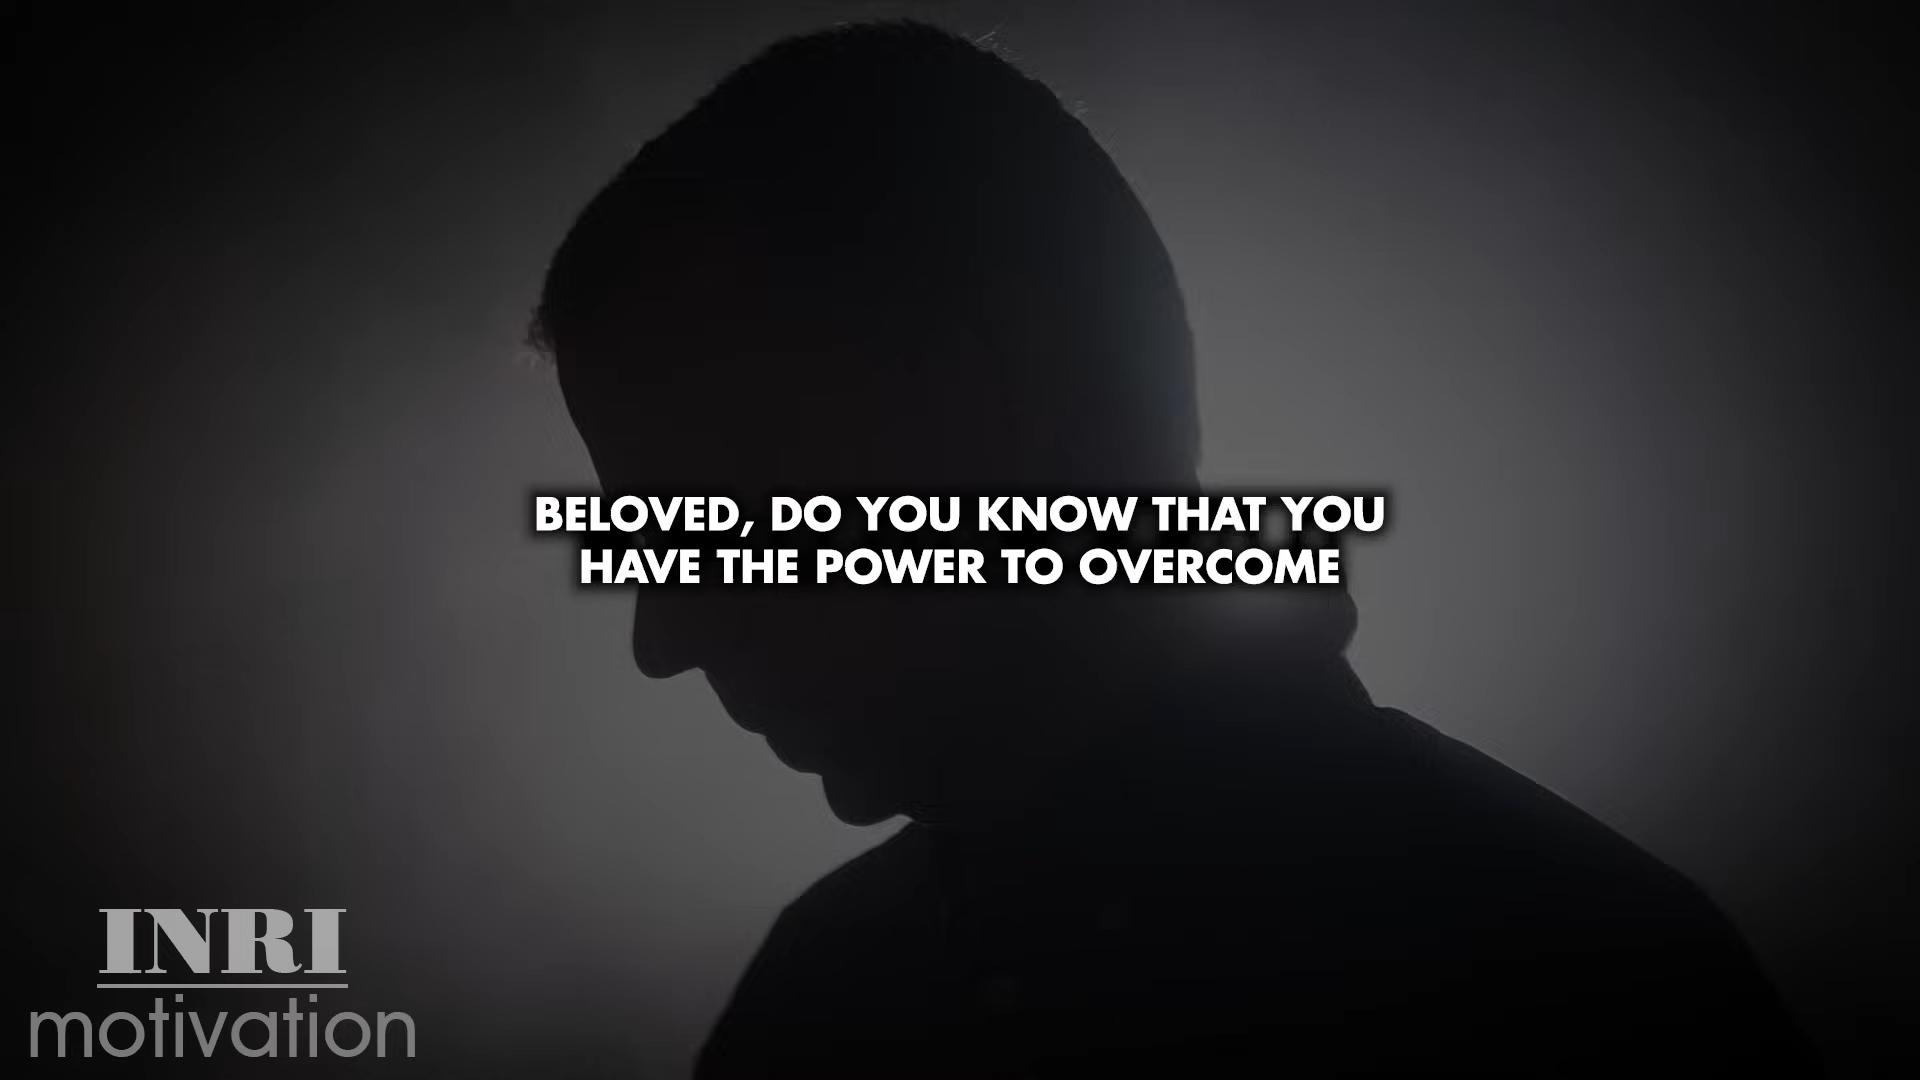 BELOVED, DO YOU KNOW THAT YOU
HAVE THE POWER TO OVERCOME
INRI
motivation